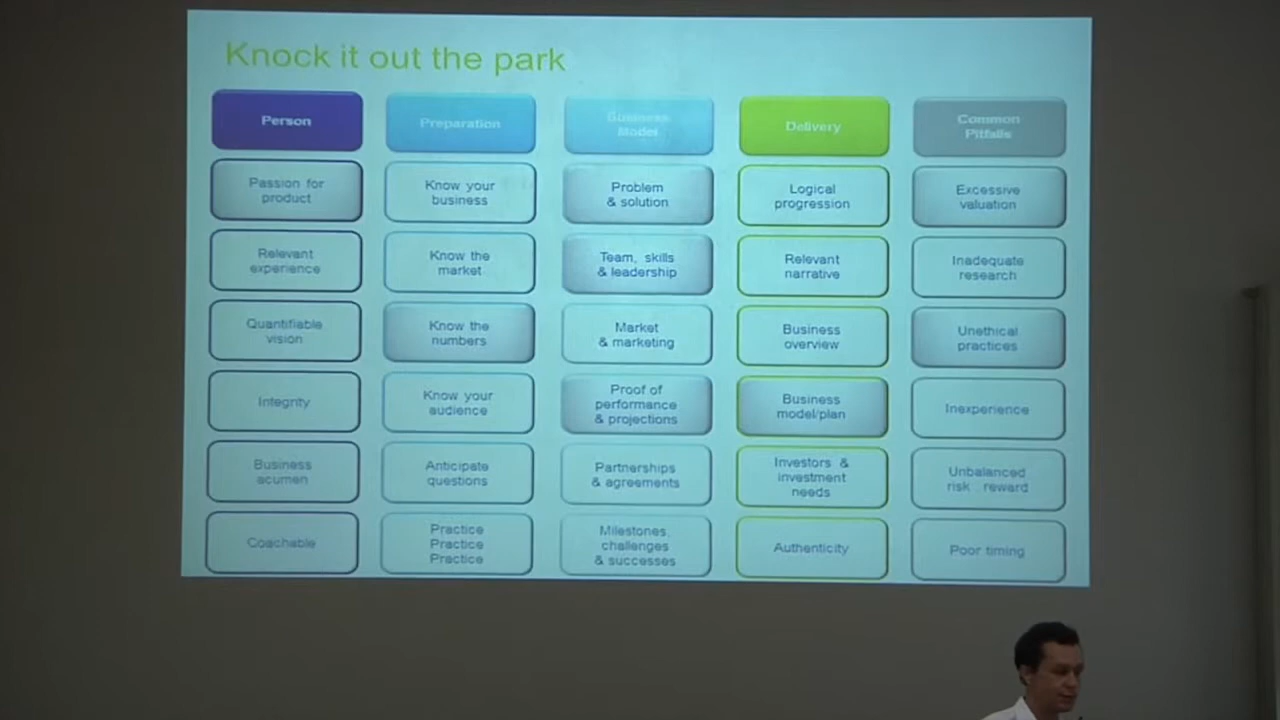 Knock it out the park
Person
Preparation
Business
Model
Delivery
Common
Pitfalls
Passion for
product
Know your
business
Problem
& solution
Logical
progression
Excessive
valuation
Relevant
experience
Know the
market
Team, skills
& leadership
Relevant
narrative
Inadequate
research
Quantifiable
vision
Know the
numbers
Market
& marketing
Business
overview
Unethical
practices
Integrity
Know your
audience
Proof of
performance
& projections
Business
model/plan
Inexperience
Business
acumen
Anticipate
questions
Partnerships
& agreements
Investors &
investment
needs
Unbalanced
risk reward
Coachable
Practice
Practice
Practice
Milestones,
challenges
& successes
Authenticity
Poor timing